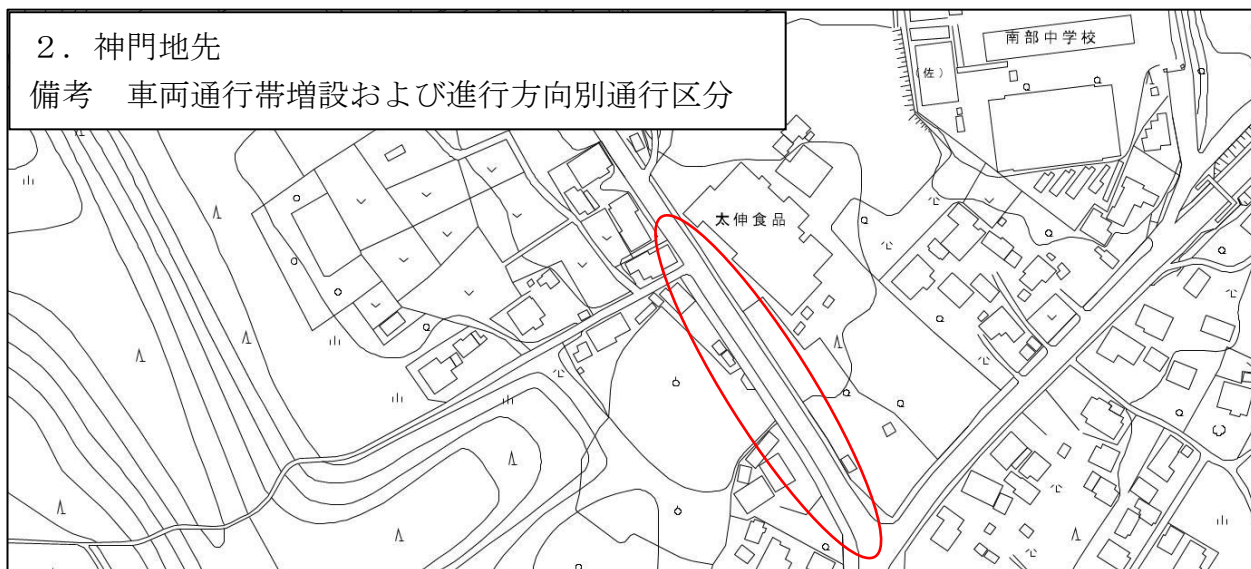 ２．神門地先
備考　車両通行帯増設および進行方向別通行区分
南部中学校
(佐)
太伸食品